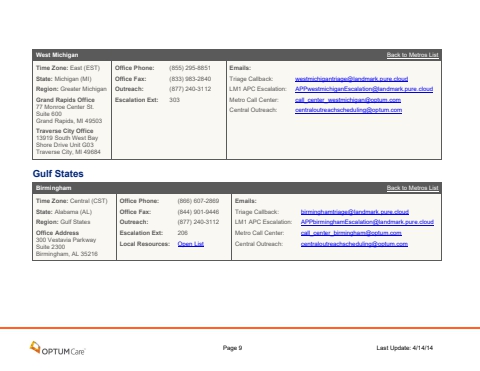 West Michigan Back to Metros List
Time Zone: East (EST) Office Phone: (855) 295-8851 Emails:
State: Michigan (MI) Office Fax: (833) 983-2840 Triage Callback: westmichigantriage@landmark.pure.cloud
Region: Greater Michigan Outreach: (877) 240-3112 LM1 APC Escalation: APPwestmichiganEscalation@landmark.pure.cloud
Grand Rapids Office Escalation Ext: 303 Metro Call Center: call_center_westmichigan@optum.com
77 Monroe Center St.
Suite 600 Central Outreach: centraloutreachscheduling@optum.com
Grand Rapids, MI 49503
Traverse City Office
13919 South West Bay
Shore Drive Unit G03
Traverse City, MI 49684
Gulf States
Birmingham Back to Metros List
Time Zone: Central (CST) Office Phone: (866) 607-2869 Emails:
State: Alabama (AL) Office Fax: (844) 901-9446 Triage Callback: birminghamtriage@landmark.pure.cloud
Region: Gulf States Outreach: (877) 240-3112 LM1 APC Escalation: APPbirminghamEscalation@landmark.pure.cloud
Office Address Escalation Ext: 206 Metro Call Center: call_center_birmingham@optum.com
300 Vestavia Parkway
Suite 2300 Local Resources: Open List Central Outreach: centraloutreachscheduling@optum.com
Birmingham, AL 35216
OPTUMCare Page 9 Last Update: 4/14/14